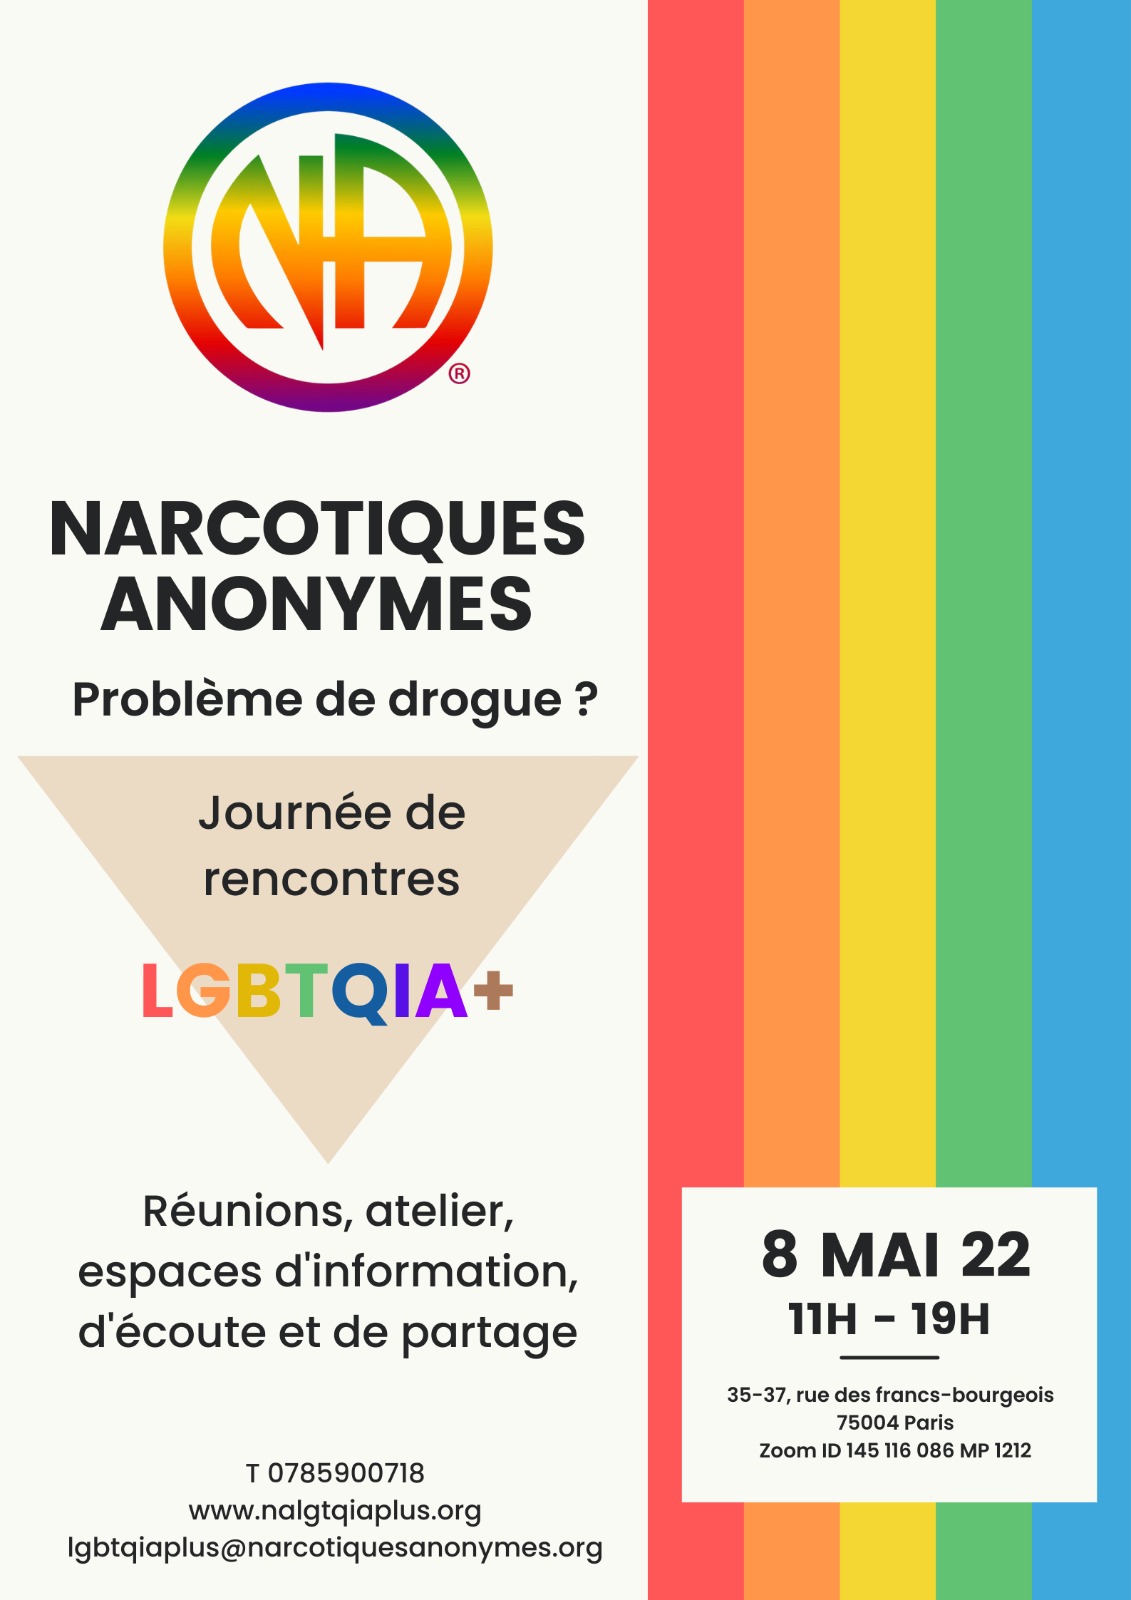 NA
®
NARCOTIQUES
ANONYMES
Problème de drogue ?
Journée de
rencontres
LGBTQIA+
Réunions, atelier,
espaces d'information,
d'écoute et de partage
T 0785900718
www.nalgtqiaplus.org
lgbtqiaplus@narcotiquesanonymes.org
8 MAI 22
11H - 19H
35-37, rue des francs-bourgeois
75004 Paris
Zoom ID 145 116 086 MP 1212